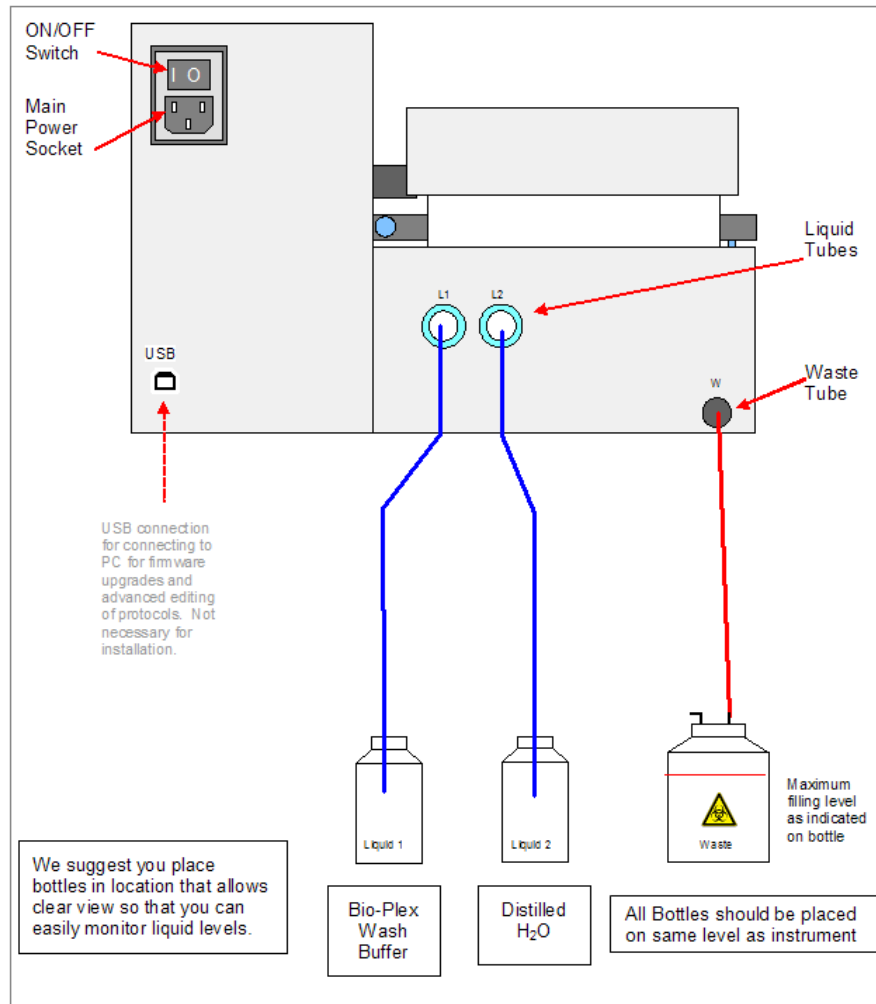 ON/OFF
Switch
I O
Main
Power
Socket
Liquid
Tubes
L1
L2
USB
W
Waste
Tube
USB connection
for connecting to
PC for firmware
upgrades and
advanced editing
of protocols. Not
necessary for
installation.
Maximum
filling level
as indicated
on bottle
Liquid 1
Liquid 2
Waste
We suggest you place
bottles in location that allows
clear view so that you can
easily monitor liquid levels.
Bio-Plex
Wash
Buffer
Distilled
H₂O
All Bottles should be placed
on same level as instrument